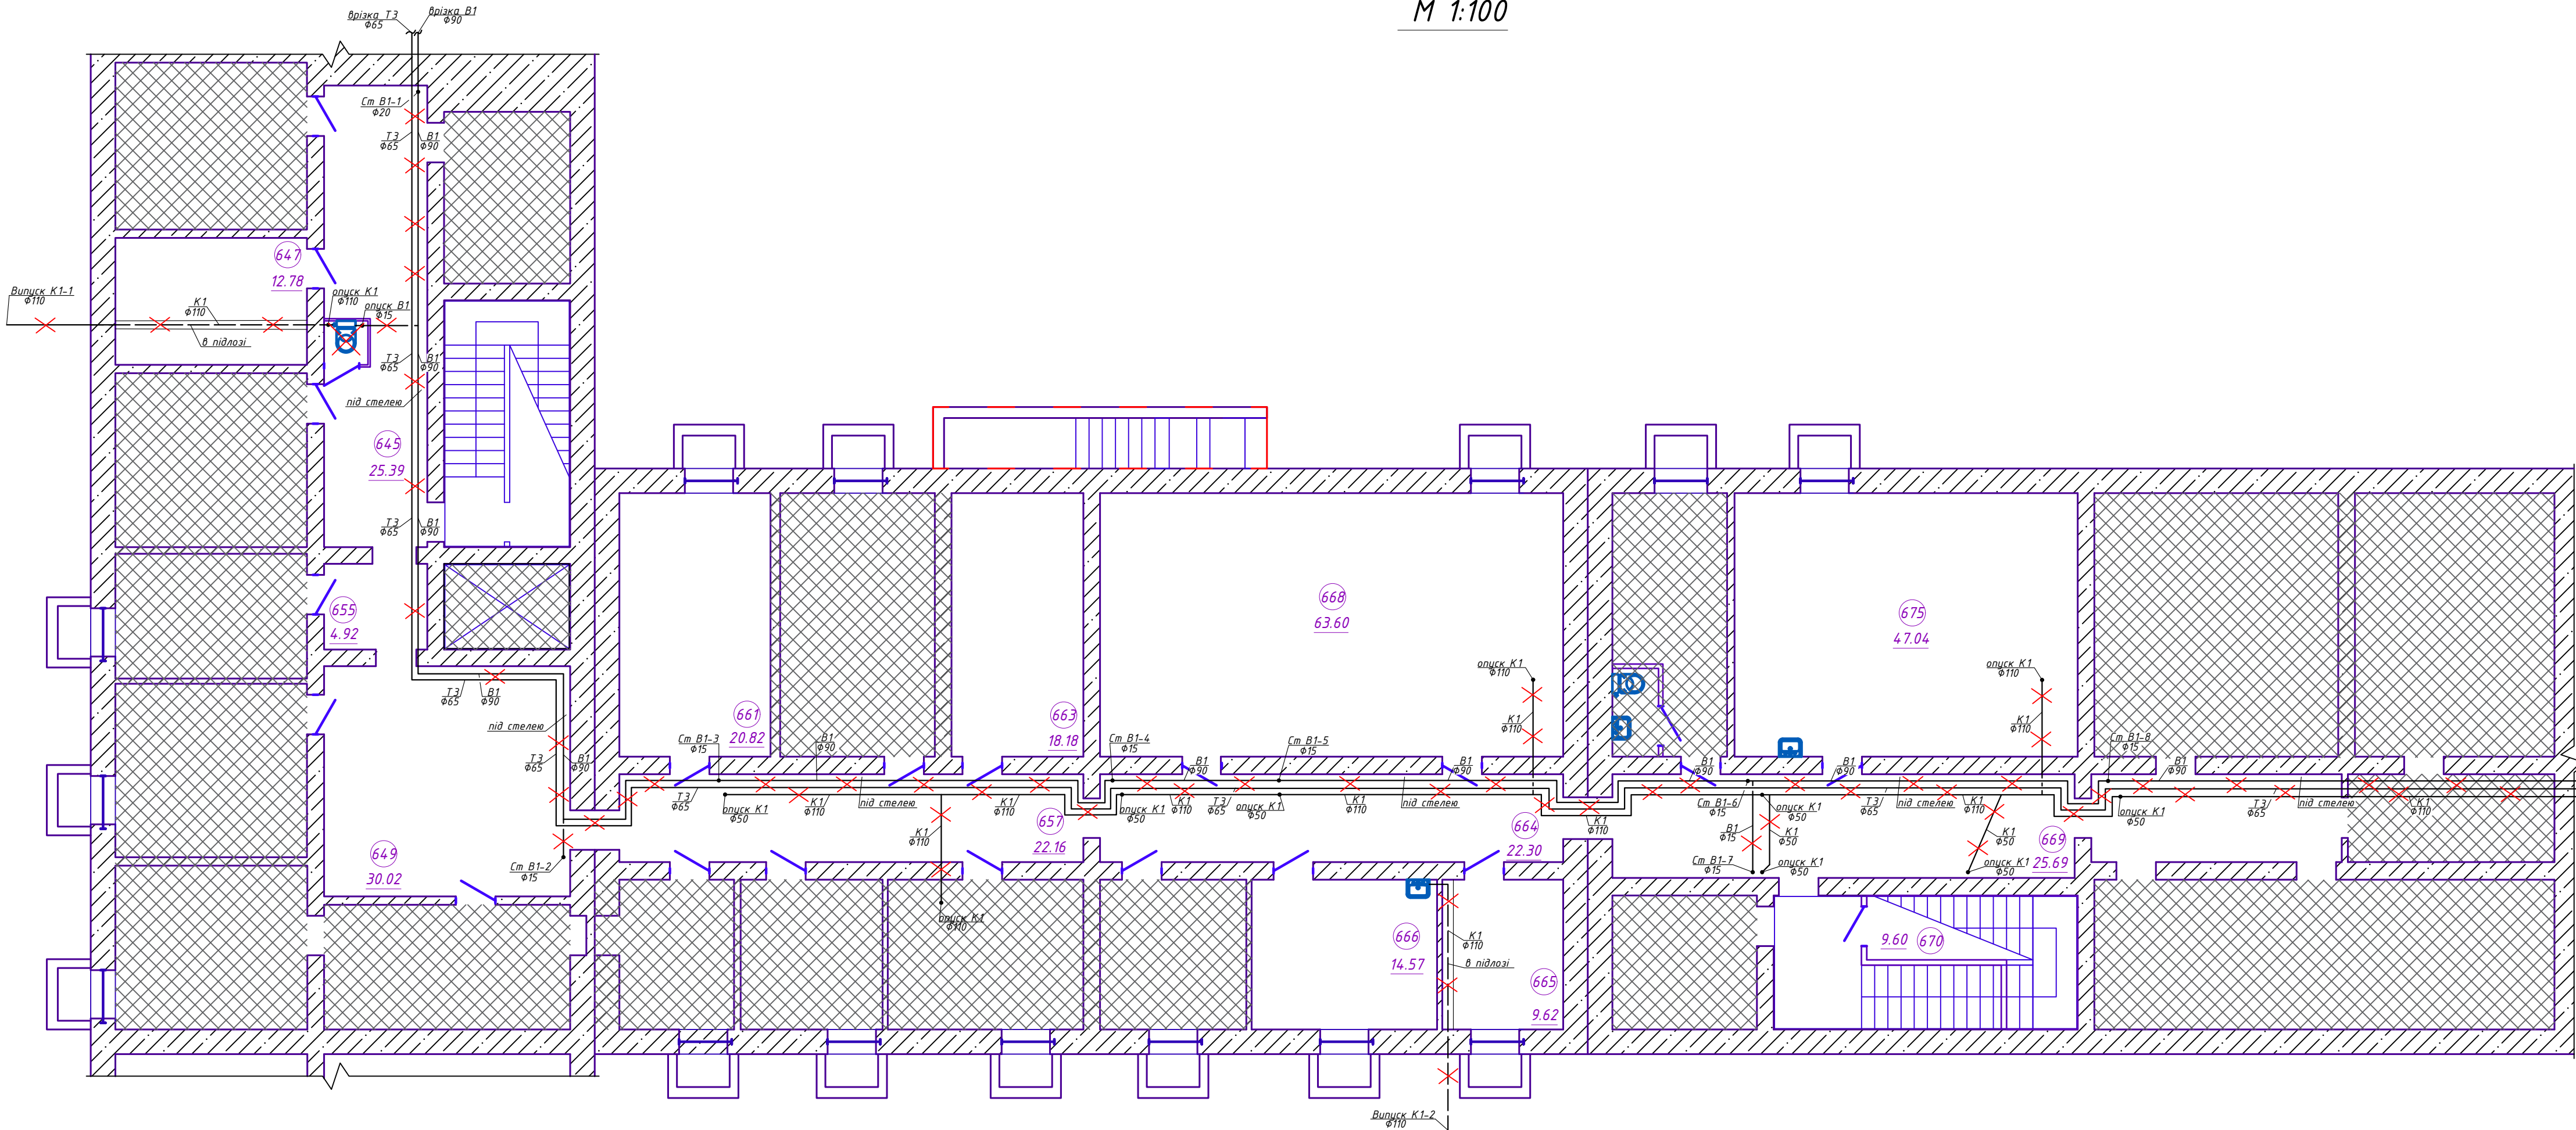 М 1:100
врізка Т3
Ф65
врізка В1
Ф90
Ст В1-1
Ф20
Т3
Ф65
В1
Ф90
647
12.78
Випуск К1-1
Ф110
К1
Ф110
в підлозі
опуск К1
Ф110
опуск В1
Ф15
Т3
Ф65
В1
Ф90
під стелею
645
25.39
Т3
Ф65
В1
Ф90
655
4.92
Т3
Ф65
В1
Ф90
під стелею
Т3
Ф65
В1
Ф90
649
30.02
Ст В1-2
Ф15
661
20.82
Ст В1-3
Ф15
В1
Ф90
Т3
Ф65
опуск К1
Ф50
К1
Ф110
під стелею
К1
Ф110
опуск К1
Ф110
К1
Ф110
663
18.18
657
22.16
668
63.60
Ст В1-4
Ф15
В1
Ф90
опуск К1
Ф50
К1
Ф110
Т3
Ф65
Ст В1-5
Ф15
опуск К1
Ф50
К1
Ф110
під стелею
В1
Ф90
опуск К1
Ф110
К1
Ф110
К1
Ф110
664
22.30
666
14.57
К1
Ф110
в підлозі
665
9.62
Випуск К1-2
Ф110
675
47.04
В1
Ф90
Ст В1-6
Ф15
В1
Ф15
Ст В1-7
Ф15
опуск К1
Ф50
К1
Ф50
опуск К1
Ф50
В1
Ф90
Т3
Ф65
під стелею
К1
Ф110
опуск К1
Ф110
К1
Ф110
К1
Ф50
опуск К1
Ф50
669
25.69
9.60
670
Ст В1-8
Ф15
В1
Ф90
опуск К1
Ф50
Т3
Ф65
під стелею
К1
Ф110